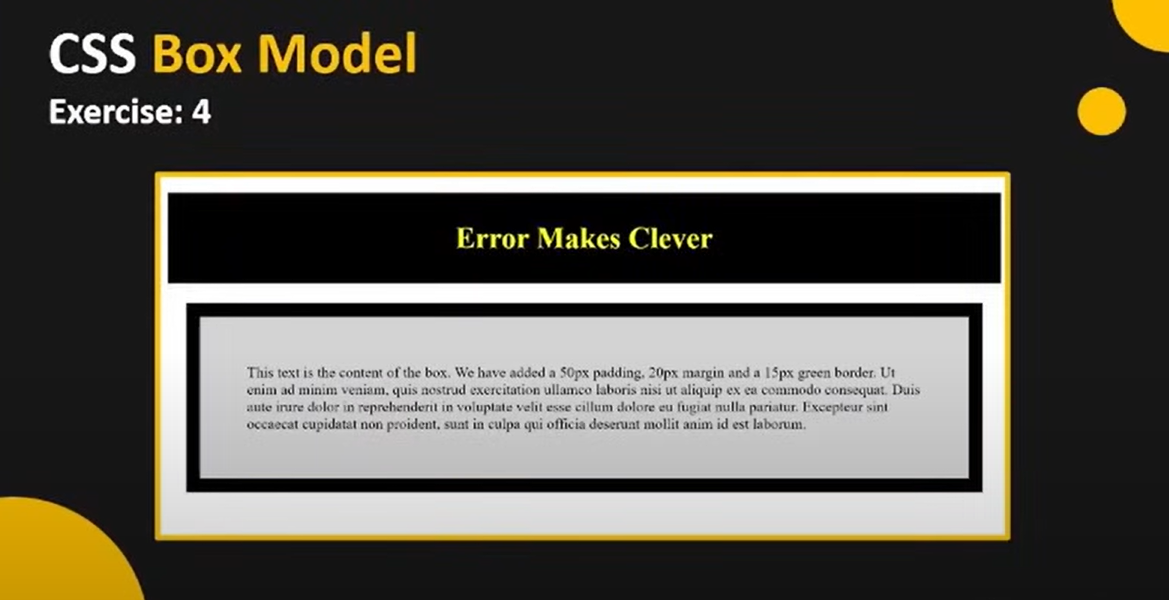 CSS Box Model
Exercise: 4
Error Makes Clever
This text is the content of the box. We have added a 50px padding, 20px margin and a 15px green border. Ut
enim ad minim veniam, quis nostrud exercitation ullamco laboris nisi ut aliquip ex ea commodo consequat. Duis
aute irure dolor in reprehenderit in voluptate velit esse cillum dolore eu fugiat nulla pariatur. Excepteur sint
occaecat cupidatat non proident, sunt in culpa qui officia deserunt mollit anim id est laborum.